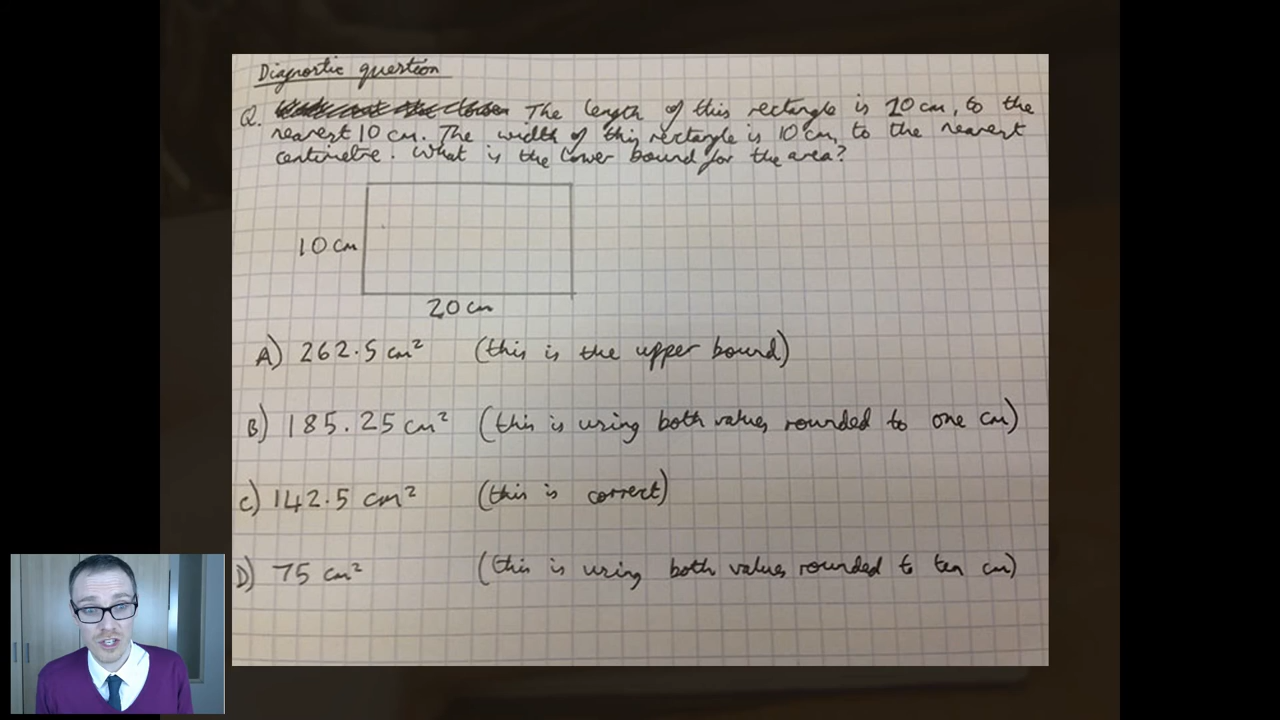 Diagnostic question
Q. The length of this rectangle is 20 cm, to the
nearest 10 cm. The width of this rectangle is 10 cm, to the nearest
centimetre. What is the lower bound for the area?
10 cm
20 cm
A) 262.5 cm² (this is the upper bound)
B) 185.25 cm² (this is using both values rounded to one cm)
C) 142.5 cm² (this is correct)
D) 75 cm² (this is using both values rounded to ten cm)